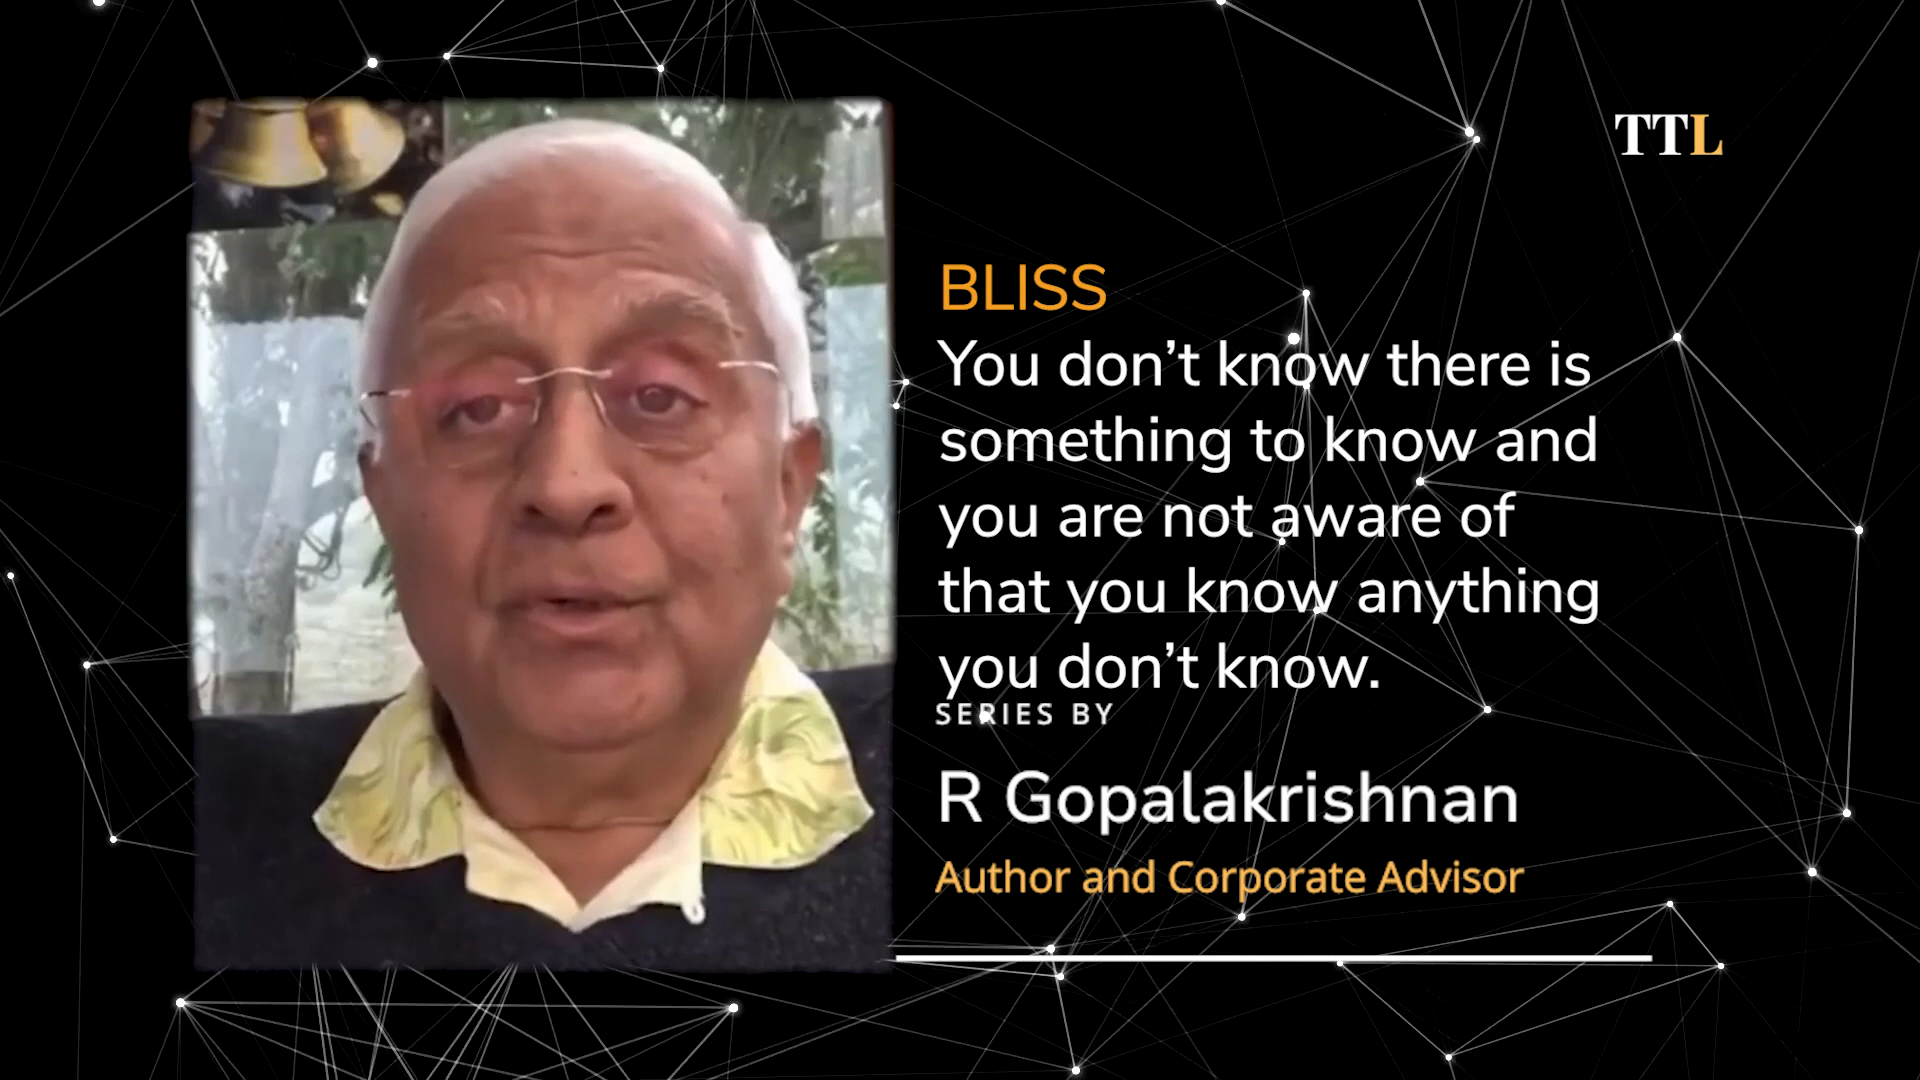 TTL
BLISS
You don’t know there is
something to know and
you are not aware of
that you know anything
you don’t know.
SERIES BY
R Gopalakrishnan
Author and Corporate Advisor